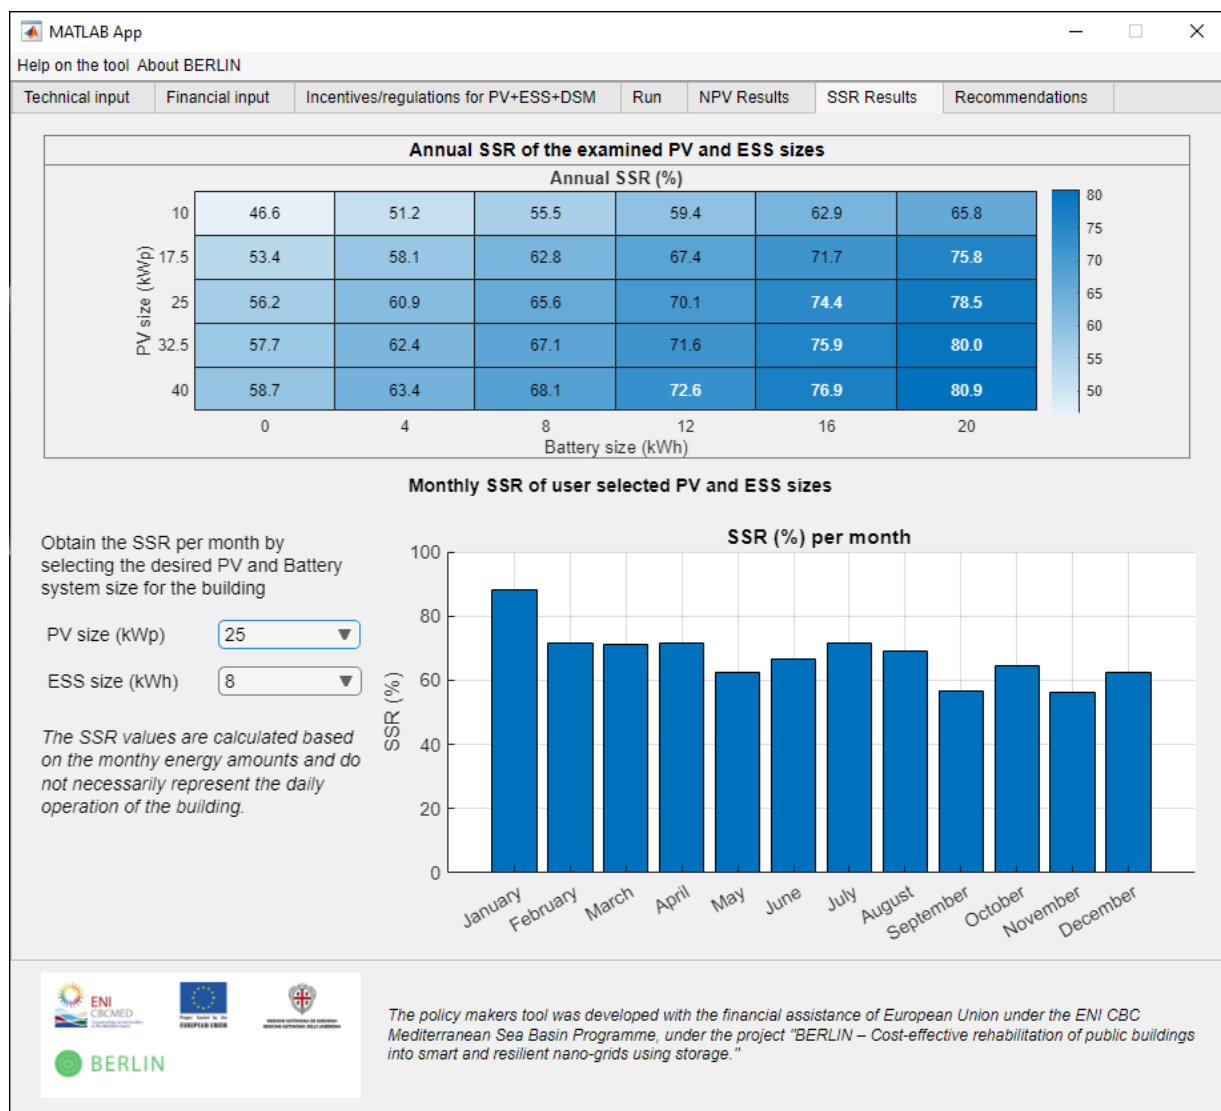 MATLAB App
Help on the tool About BERLIN
Technical input Financial input Incentives/regulations for PV+ESS+DSM Run NPV Results SSR Results Recommendations
Annual SSR of the examined PV and ESS sizes
Annual SSR (%)
PV size (kWp)
10 46.6 51.2 55.5 59.4 62.9 65.8
17.5 53.4 58.1 62.8 67.4 71.7 75.8
25 56.2 60.9 65.6 70.1 74.4 78.5
32.5 57.7 62.4 67.1 71.6 75.9 80.0
40 58.7 63.4 68.1 72.6 76.9 80.9
0 4 8 12 16 20
Battery size (kWh)
80
75
70
65
60
55
50
Monthly SSR of user selected PV and ESS sizes
Obtain the SSR per month by
selecting the desired PV and Battery
system size for the building
PV size (kWp) 25
ESS size (kWh) 8
The SSR values are calculated based
on the monthy energy amounts and do
not necessarily represent the daily
operation of the building.
SSR (%) per month
SSR (%)
100
80
60
40
20
0
January February March April May June July August September October November December
ENI
CBCMED
Project funded by the
EUROPEAN UNION
REGIONE AUTONOMA DELLA SARDEGNA
BERLIN
The policy makers tool was developed with the financial assistance of European Union under the ENI CBC
Mediterranean Sea Basin Programme, under the project "BERLIN – Cost-effective rehabilitation of public buildings
into smart and resilient nano-grids using storage."